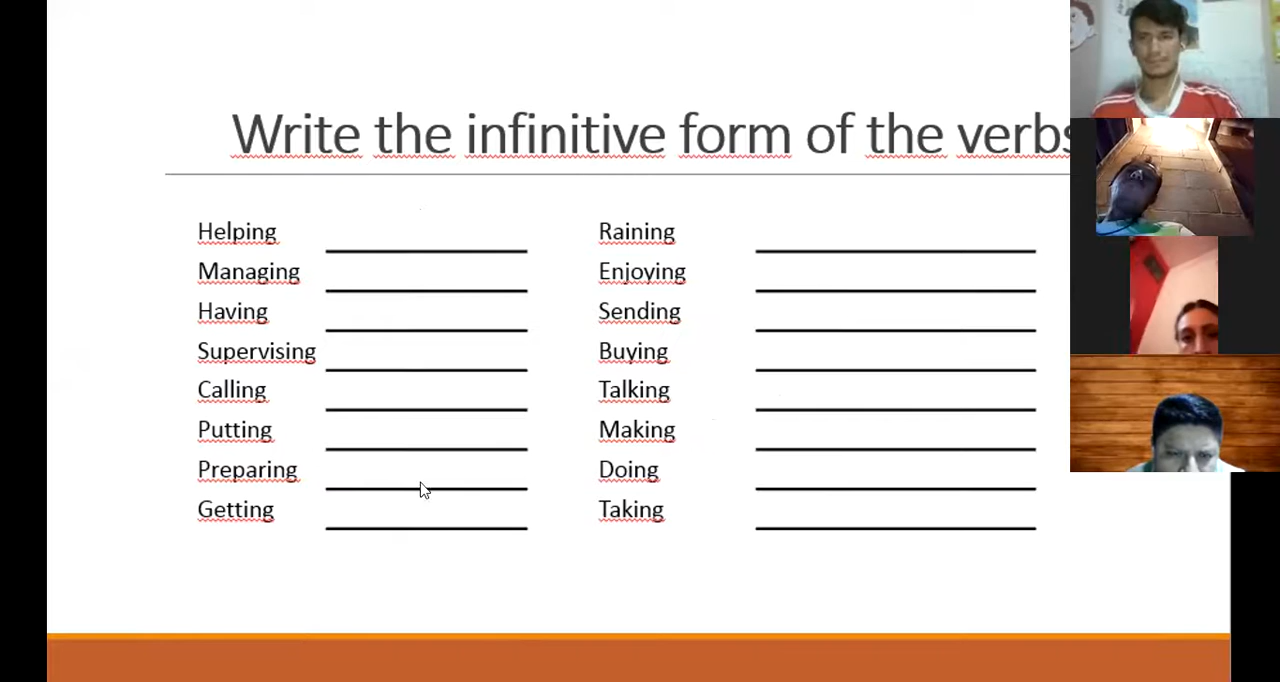 Write the infinitive form of the verbs
Helping
Managing
Having
Supervising
Calling
Putting
Preparing
Getting
Raining
Enjoying
Sending
Buying
Talking
Making
Doing
Taking